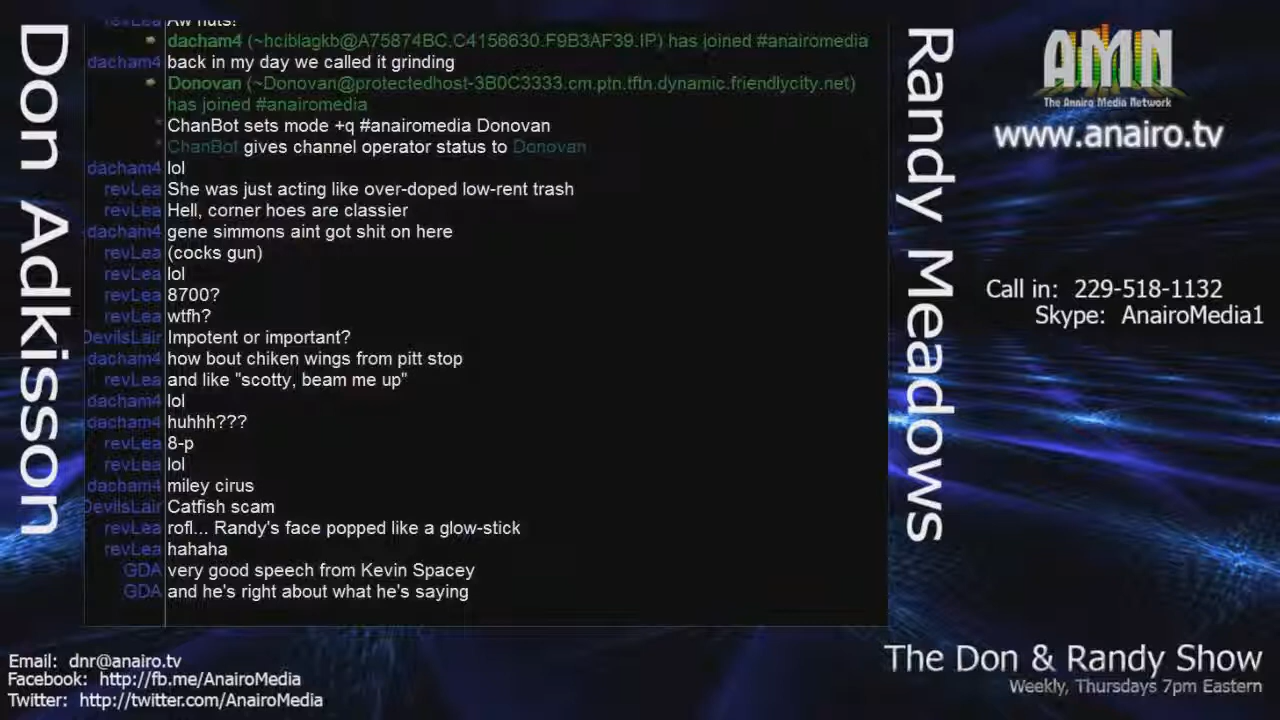 Don Adkisson
revLea Aw nuts!
dacham4 (~hciblagkb@A75874BC.C4156630.F9B3AF39.IP) has joined #anairomedia
dacham4 back in my day we called it grinding
Donovan (~Donovan@protectedhost-3B0C3333.cm.ptn.tftn.dynamic.friendlycity.net)
has joined #anairomedia
* ChanBot sets mode +q #anairomedia Donovan
* ChanBot gives channel operator status to Donovan
dacham4 lol
revLea She was just acting like over-doped low-rent trash
revLea Hell, corner hoes are classier
dacham4 gene simmons aint got shit on here
revLea (cocks gun)
revLea lol
revLea 8700?
revLea wtfh?
DevilsLair Impotent or important?
dacham4 how bout chiken wings from pitt stop
revLea and like "scotty, beam me up"
dacham4 lol
dacham4 huhhh???
revLea 8-p
revLea lol
dacham4 miley cirus
DevilsLair Catfish scam
revLea rofl... Randy's face popped like a glow-stick
revLea hahaha
GDA very good speech from Kevin Spacey
GDA and he's right about what he's saying
Randy Meadows
AMN
The Anairo Media Network
www.anairo.tv
Call in: 229-518-1132
Skype: AnairoMedia1
Email: dnr@anairo.tv
Facebook: http://fb.me/AnairoMedia
Twitter: http://twitter.com/AnairoMedia
The Don & Randy Show
Weekly, Thursdays 7pm Eastern